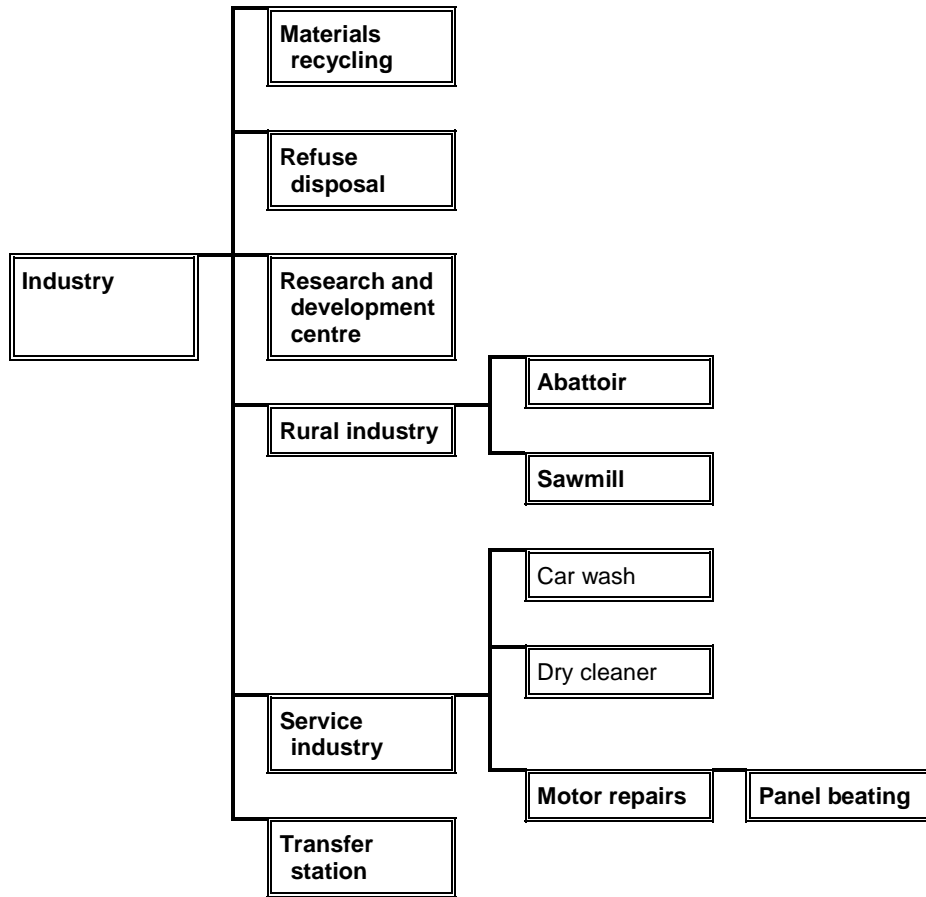 Materials
recycling
Refuse
disposal
Industry
Research and
development
centre
Abattoir
Rural industry
Sawmill
Car wash
Dry cleaner
Service
industry
Motor repairs
Panel beating
Transfer
station